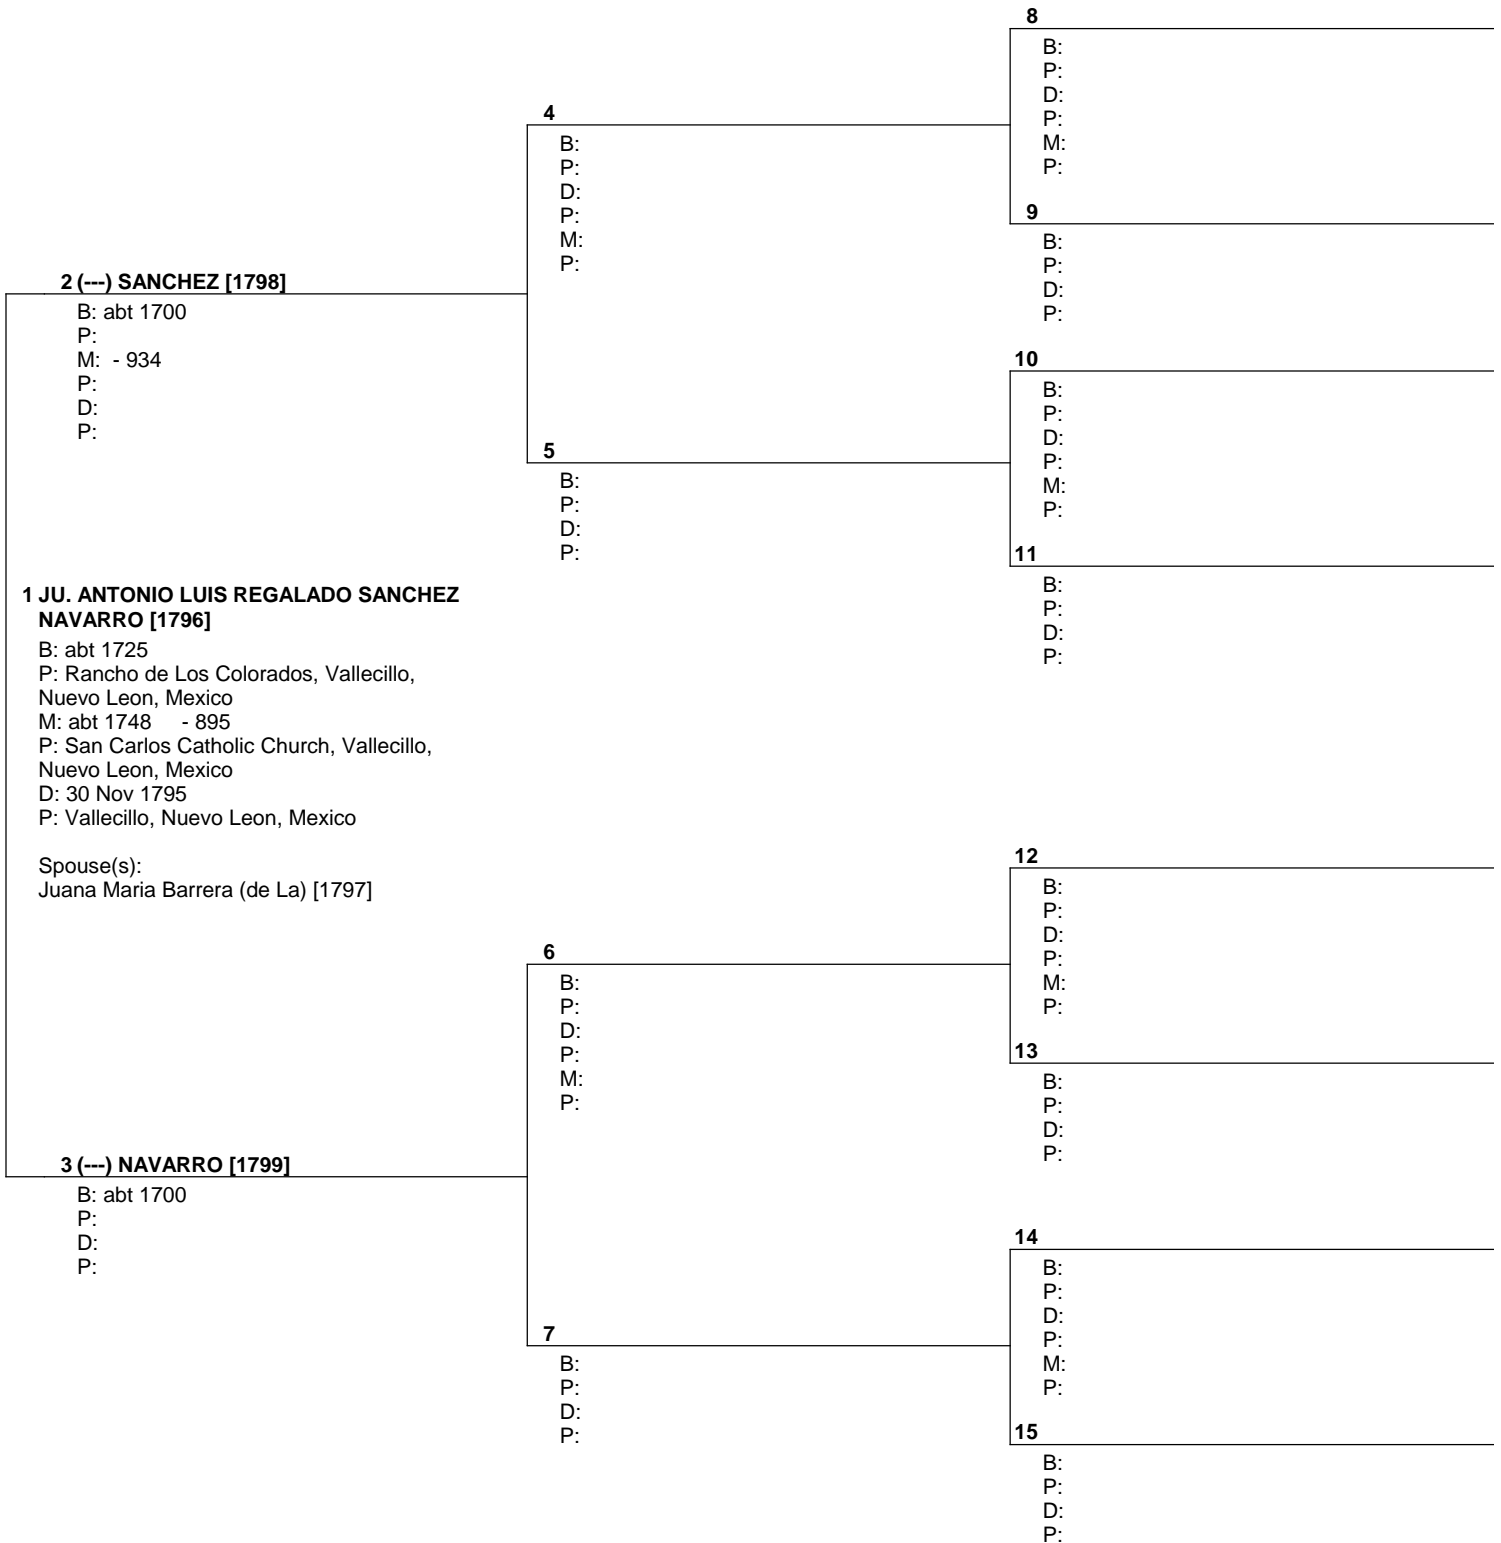 8
B:
P:
D:
P:
M:
P:
4
B:
P:
D:
P:
M:
P:
9
B:
P:
D:
P:
2 (---) SANCHEZ [1798]
B: abt 1700
P:
M:  - 934
P:
D:
P:
10
B:
P:
D:
P:
M:
P:
5
B:
P:
D:
P:
11
B:
P:
D:
P:
1 JU. ANTONIO LUIS REGALADO SANCHEZ
NAVARRO [1796]
B: abt 1725
P: Rancho de Los Colorados, Vallecillo,
Nuevo Leon, Mexico
M: abt 1748     - 895
P: San Carlos Catholic Church, Vallecillo,
Nuevo Leon, Mexico
D: 30 Nov 1795
P: Vallecillo, Nuevo Leon, Mexico
Spouse(s):
Juana Maria Barrera (de La) [1797]
12
B:
P:
D:
P:
M:
P:
6
B:
P:
D:
P:
M:
P:
13
B:
P:
D:
P:
3 (---) NAVARRO [1799]
B: abt 1700
P:
D:
P:
14
B:
P:
D:
P:
M:
P:
7
B:
P:
D:
P:
15
B:
P:
D:
P: